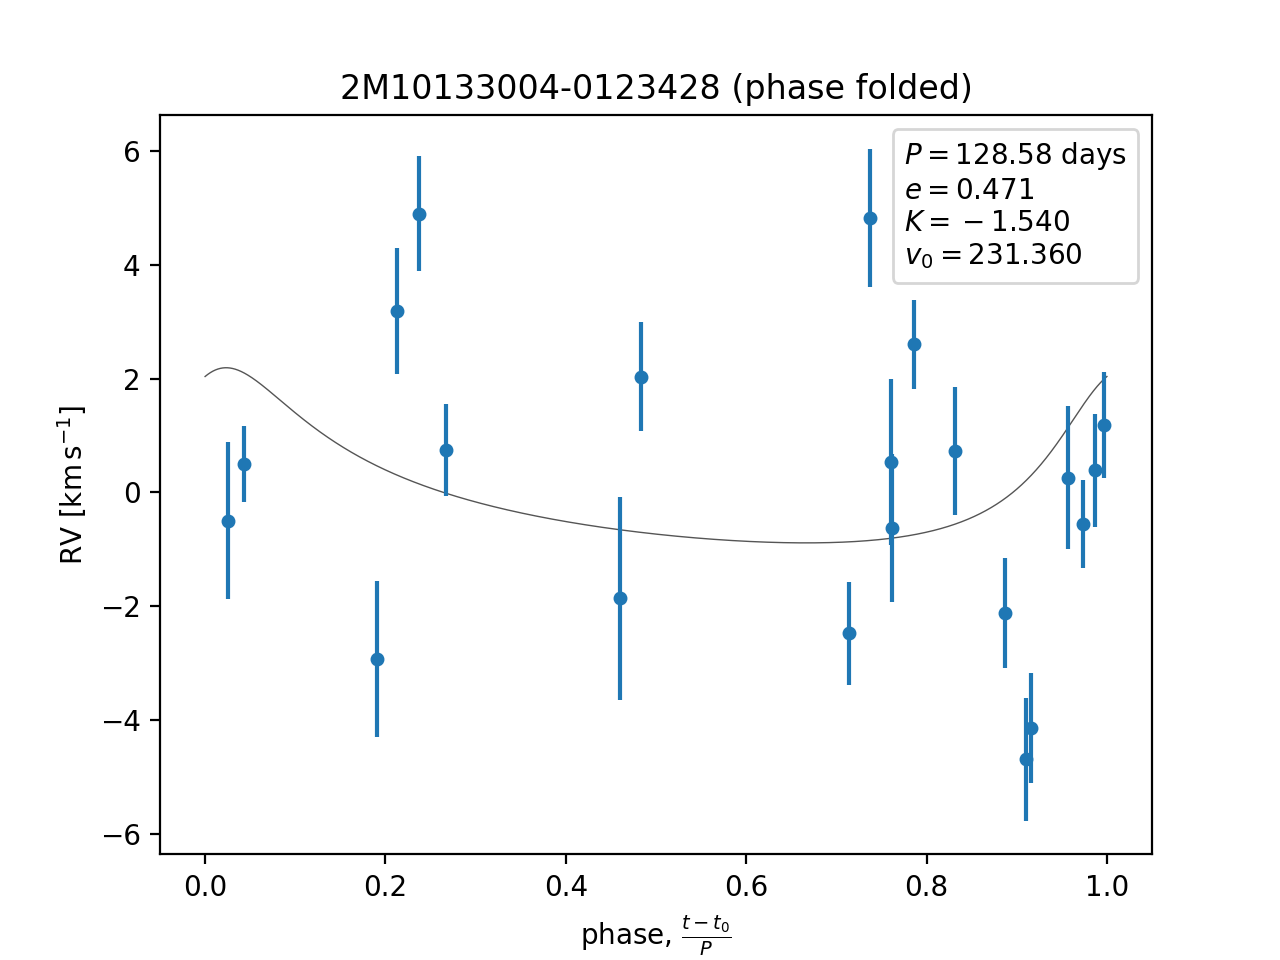 2M10133004-0123428 (phase folded)
P = 128.58 days
e = 0.471
K = −1.540
v₀ = 231.360
RV [km s⁻¹]
6
4
2
0
−2
−4
−6
0.0 0.2 0.4 0.6 0.8 1.0
phase, (t − t₀)/P